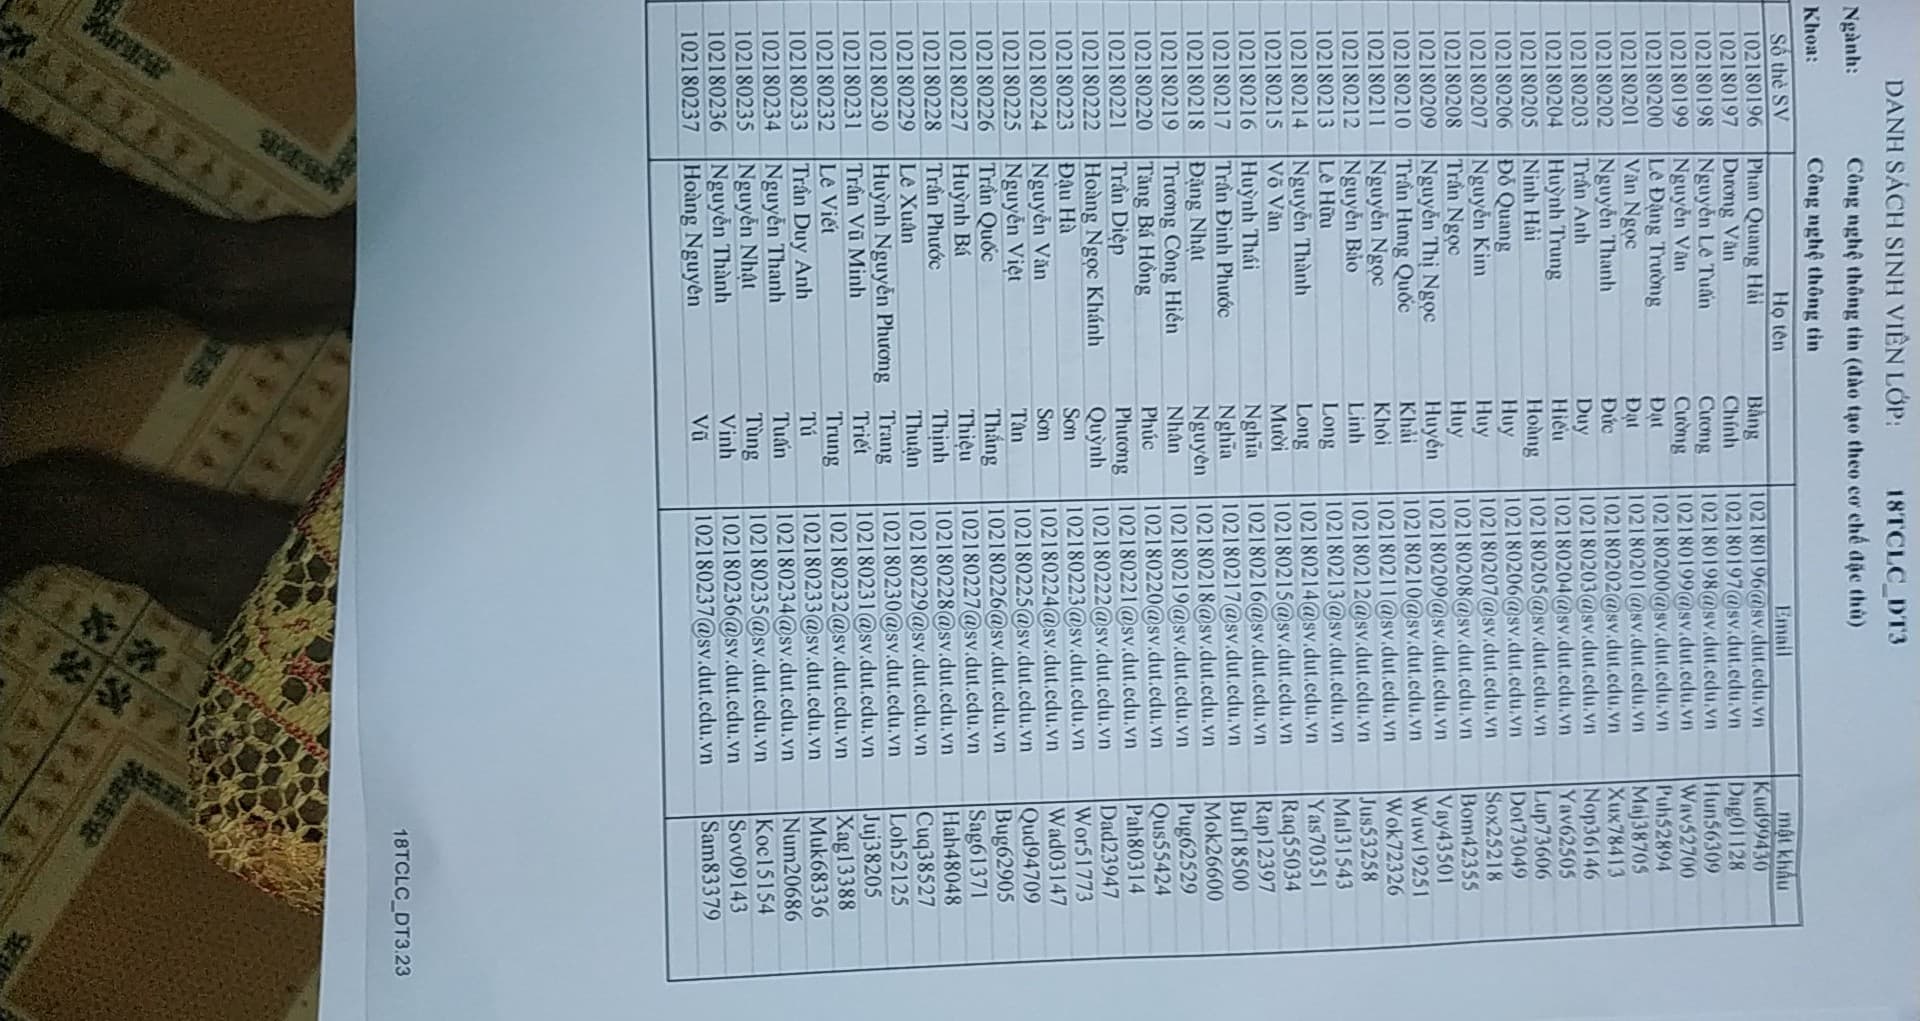 DANH SÁCH SINH VIÊN LỚP: 18TCLC_DT3
Ngành: Công nghệ thông tin (đào tạo theo cơ chế đặc thù)
Khoa: Công nghệ thông tin
Số thẻ SV Họ tên Email mật khẩu
102180196 Phan Quang Hải Bằng 102180196@sv.dut.edu.vn Kud99430
102180197 Dương Văn Chính 102180197@sv.dut.edu.vn Dag01128
102180198 Nguyễn Lê Tuấn Cương 102180198@sv.dut.edu.vn Hun56309
102180199 Nguyễn Văn Cường 102180199@sv.dut.edu.vn Wav52700
102180200 Lê Đặng Trường Đạt 102180200@sv.dut.edu.vn Puh52894
102180201 Văn Ngọc Đạt 102180201@sv.dut.edu.vn Maj38705
102180202 Nguyễn Thanh Đức 102180202@sv.dut.edu.vn Xux78413
102180203 Trần Anh Duy 102180203@sv.dut.edu.vn Nop36146
102180204 Huỳnh Trung Hiếu 102180204@sv.dut.edu.vn Yav62505
102180205 Ninh Hải Hoàng 102180205@sv.dut.edu.vn Lup73606
102180206 Đỗ Quang Huy 102180206@sv.dut.edu.vn Dot73049
102180207 Nguyễn Kim Huy 102180207@sv.dut.edu.vn Sox25218
102180208 Trần Ngọc Huy 102180208@sv.dut.edu.vn Bom42355
102180209 Nguyễn Thị Ngọc Huyền 102180209@sv.dut.edu.vn Vay43501
102180210 Trần Hưng Quốc Khải 102180210@sv.dut.edu.vn Wuw19251
102180211 Nguyễn Ngọc Khôi 102180211@sv.dut.edu.vn Wok72326
102180212 Nguyễn Bảo Linh 102180212@sv.dut.edu.vn Jus53258
102180213 Lê Hữu Long 102180213@sv.dut.edu.vn Mal31543
102180214 Nguyễn Thành Long 102180214@sv.dut.edu.vn Yas70351
102180215 Võ Văn Mười 102180215@sv.dut.edu.vn Raq55034
102180216 Huỳnh Thái Nghĩa 102180216@sv.dut.edu.vn Rap12397
102180217 Trần Đình Phước Nghĩa 102180217@sv.dut.edu.vn Buf18500
102180218 Đặng Nhật Nguyên 102180218@sv.dut.edu.vn Mok26600
102180219 Trương Công Hiền Nhân 102180219@sv.dut.edu.vn Pug62529
102180220 Tăng Bá Hồng Phúc 102180220@sv.dut.edu.vn Qus55424
102180221 Trần Diệp Phương 102180221@sv.dut.edu.vn Pah80314
102180222 Hoàng Ngọc Khánh Quỳnh 102180222@sv.dut.edu.vn Dad23947
102180223 Đậu Hà Sơn 102180223@sv.dut.edu.vn Wor51773
102180224 Nguyễn Văn Sơn 102180224@sv.dut.edu.vn Wad03147
102180225 Nguyễn Việt Tân 102180225@sv.dut.edu.vn Qud94709
102180226 Trần Quốc Thắng 102180226@sv.dut.edu.vn Bug62905
102180227 Huỳnh Bá Thiệu 102180227@sv.dut.edu.vn Sag61371
102180228 Trần Phước Thịnh 102180228@sv.dut.edu.vn Hah48048
102180229 Lê Xuân Thuận 102180229@sv.dut.edu.vn Cuq38527
102180230 Huỳnh Nguyễn Phương Trang 102180230@sv.dut.edu.vn Loh52125
102180231 Trần Vũ Minh Triết 102180231@sv.dut.edu.vn Juj38205
102180232 Lê Viết Trung 102180232@sv.dut.edu.vn Xag13388
102180233 Trần Duy Anh Tú 102180233@sv.dut.edu.vn Muk68336
102180234 Nguyễn Thanh Tuấn 102180234@sv.dut.edu.vn Num20686
102180235 Nguyễn Nhật Tùng 102180235@sv.dut.edu.vn Koc15154
102180236 Nguyễn Thành Vinh 102180236@sv.dut.edu.vn Sov09143
102180237 Hoàng Nguyên Vũ 102180237@sv.dut.edu.vn Sam83379
18TCLC_DT3.23